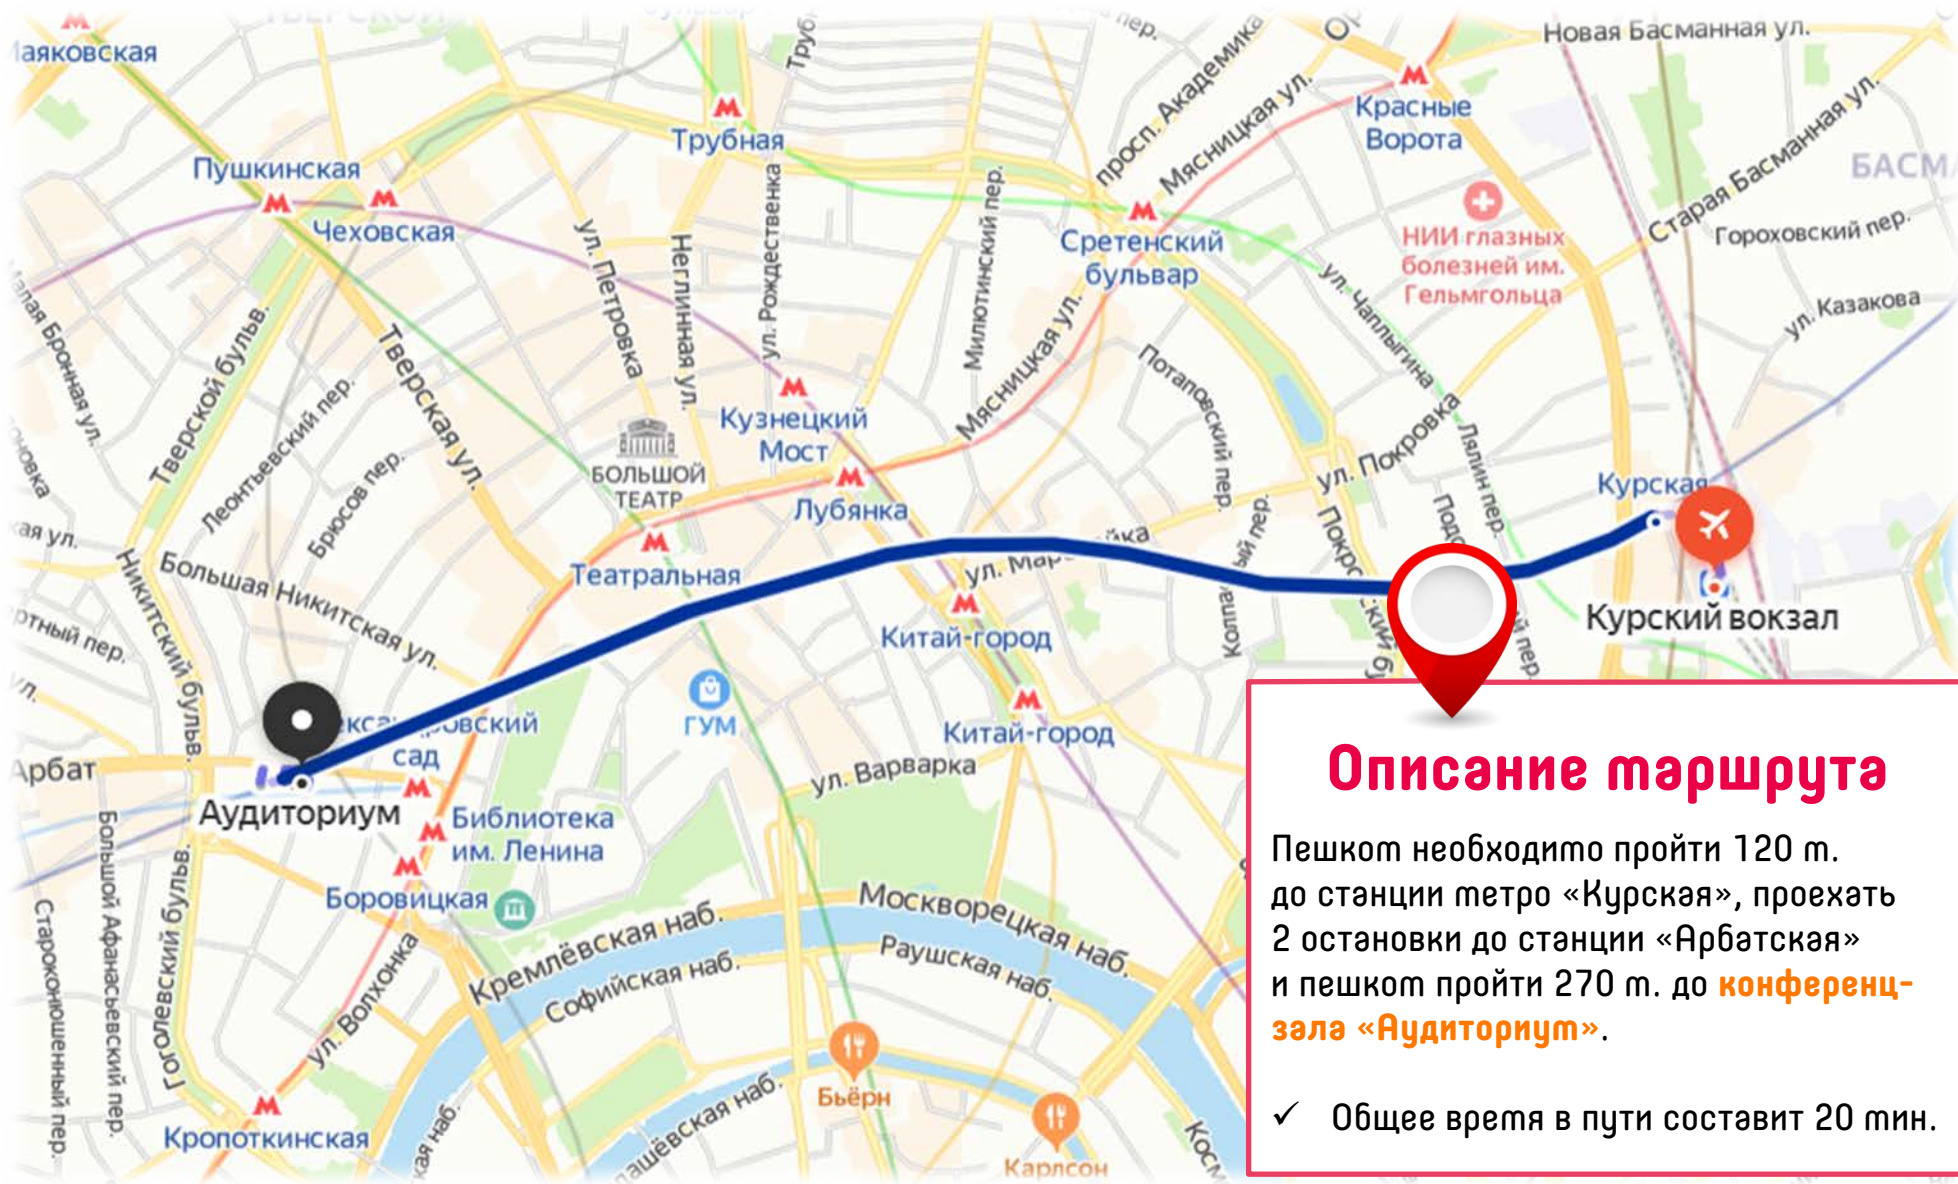 Новая Басманная ул.
Маяковская
Трубная
Красные
Ворота
просп. Академика
Мясницкая ул.
Старая Басманная ул.
Пушкинская
Чеховская
Сретенский
бульвар
НИИ глазных
болезней им.
Гельмгольца
Гороховский пер.
ул. Казакова
ул. Чаплыгина
ул. Петровка
Неглинная ул.
ул. Рождественка
Милютинский пер.
Мясницкая ул.
Потаповский пер.
Тверской бульв.
Тверская ул.
Леонтьевский пер.
Брюсов пер.
Кузнецкий
Мост
БОЛЬШОЙ
ТЕАТР
Лубянка
ул. Покровка
Лялин пер.
Курская
Театральная
Большая Никитская ул.
Никитский бульв.
Китай-город
Курский вокзал
ГУМ
Китай-город
сад
Арбат
Аудиториум
ул. Варварка
Библиотека
им. Ленина
Боровицкая
Большой Афанасьевский пер.
Староконюшенный пер.
Гоголевский бульв.
ул. Волхонка
Кремлёвская наб.
Софийская наб.
Москворецкая наб.
Раушская наб.
Бьёрн
Карлсон
Кропоткинская
Описание маршрута
Пешком необходимо пройти 120 м.
до станции метро «Курская», проехать
2 остановки до станции «Арбатская»
и пешком пройти 270 м. до конференц-
зала «Аудиториум».
✓ Общее время в пути составит 20 мин.